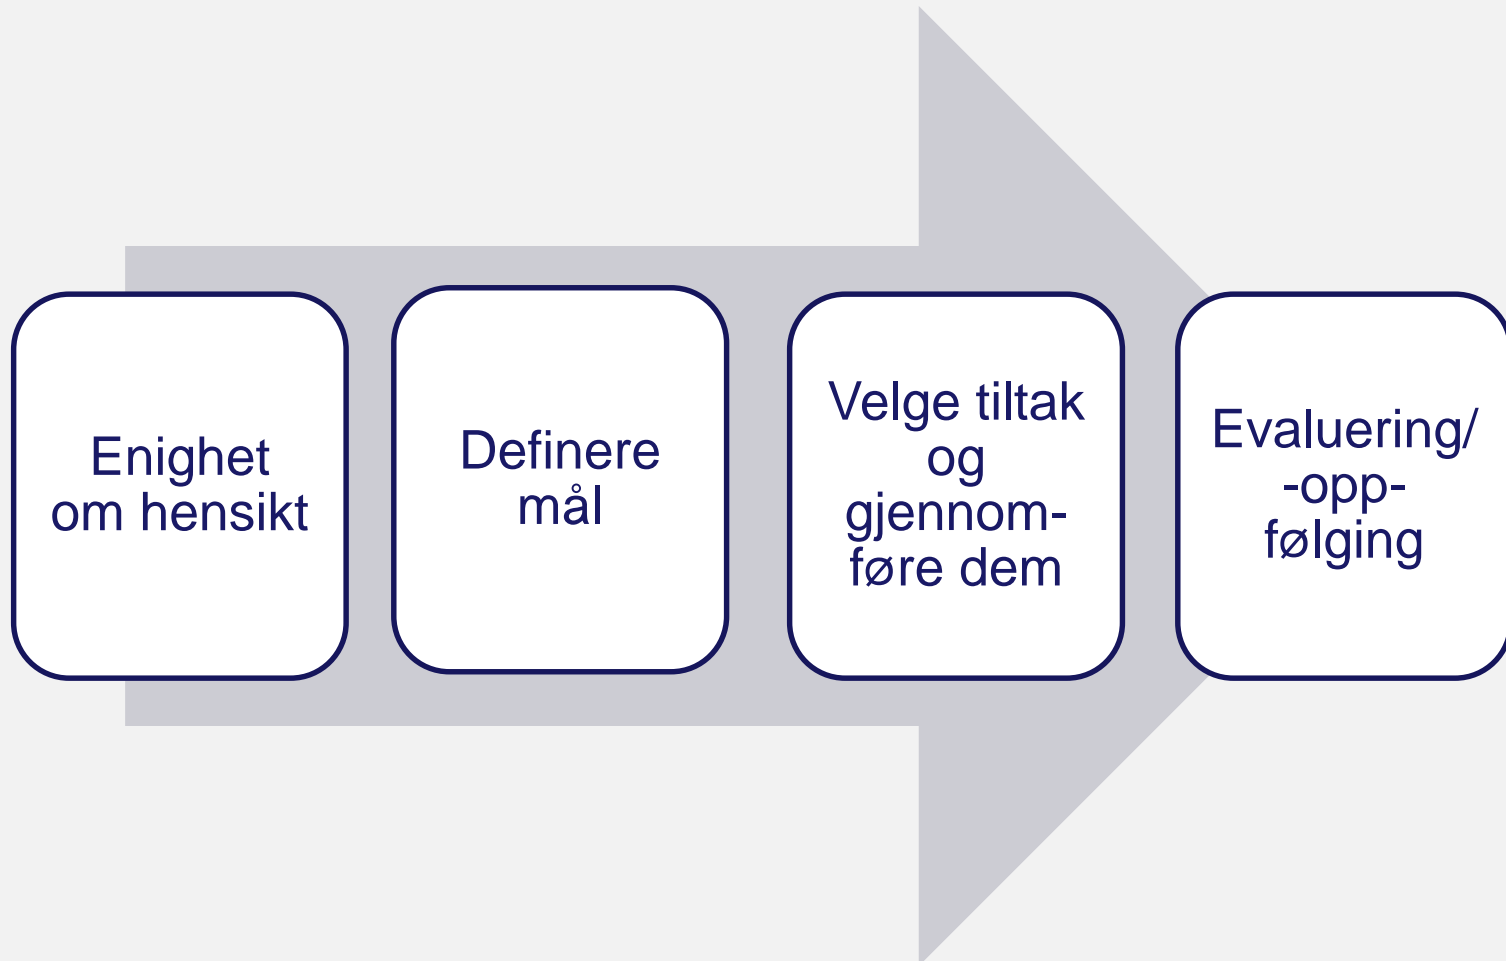 Enighet
om hensikt
Definere
mål
Velge tiltak
og
gjennom-
føre dem
Evaluering/
-opp-
følging